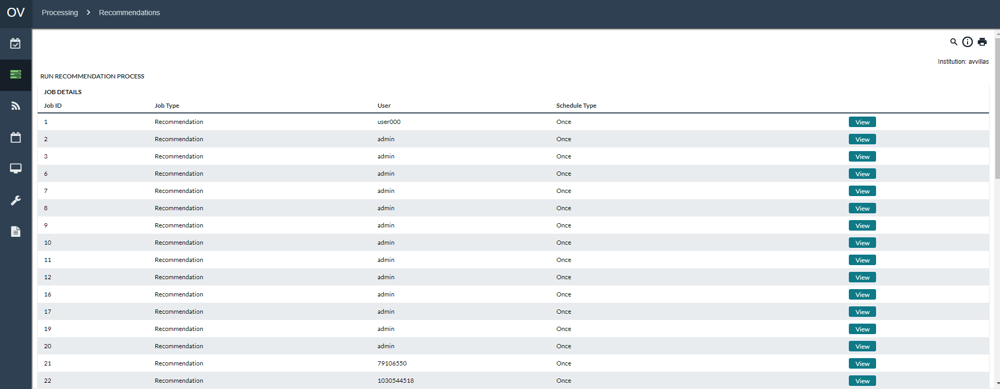 OV Processing Recommendations
Institution: avvillas
RUN RECOMMENDATION PROCESS
JOB DETAILS
Job ID Job Type User Schedule Type
1 Recommendation user000 Once View
2 Recommendation admin Once View
3 Recommendation admin Once View
6 Recommendation admin Once View
7 Recommendation admin Once View
8 Recommendation admin Once View
9 Recommendation admin Once View
10 Recommendation admin Once View
11 Recommendation admin Once View
12 Recommendation admin Once View
16 Recommendation admin Once View
17 Recommendation admin Once View
19 Recommendation admin Once View
20 Recommendation admin Once View
21 Recommendation 79106550 Once View
22 Recommendation 1030544518 Once View